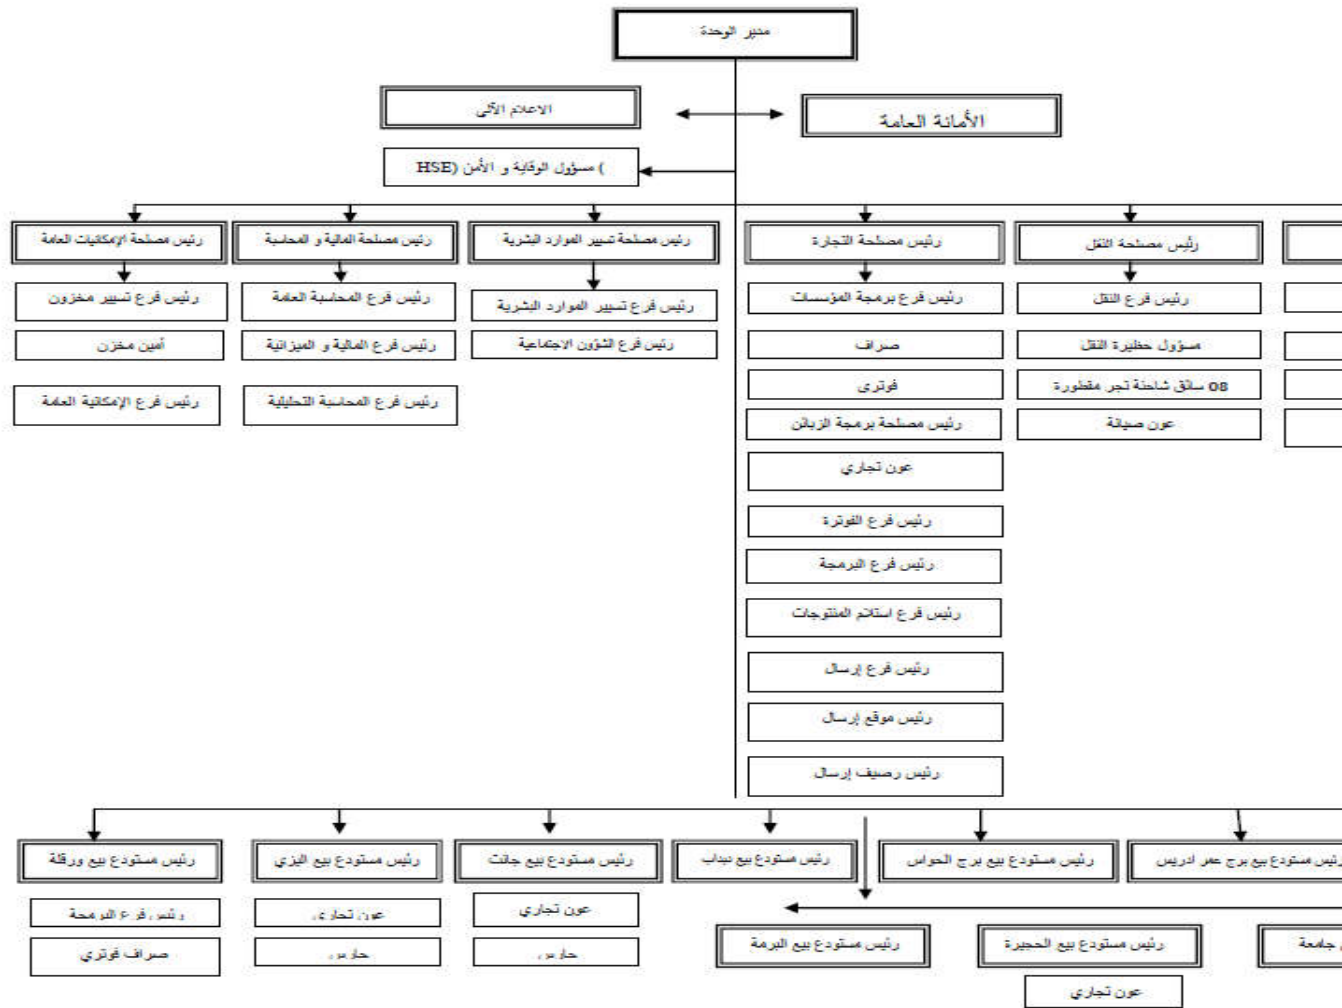 مدير الوحدة
الأمانة العامة
الاعلام الآلي
) مسؤول الوقاية و الأمن (HSE
رئيس مصلحة النقل
رئيس مصلحة التجارة
رئيس مصلحة تسيير الموارد البشرية
رئيس مصلحة المالية و المحاسبة
رئيس مصلحة الإمكانيات العامة
رئيس فرع النقل
مسؤول حظيرة النقل
08 سائق شاحنة تجر مقطورة
عون صيانة
رئيس فرع برمجة المؤسسات
صراف
فوترى
رئيس مصلحة برمجة الزبائن
عون تجاري
رئيس فرع الفوترة
رئيس فرع البرمجة
رئيس فرع استلام المنتوجات
رئيس فرع إرسال
رئيس موقع إرسال
رئيس رصيف إرسال
رئيس فرع تسيير الموارد البشرية
رئيس فرع الشؤون الاجتماعية
رئيس فرع المحاسبة العامة
رئيس فرع المالية و الميزانية
رئيس فرع المحاسبة التحليلية
رئيس فرع تسيير مخزون
أمين مخزن
رئيس فرع الإمكانية العامة
رئيس مستودع بيع برج عمر ادريس
رئيس مستودع بيع برج الحواس
رئيس مستودع بيع دبداب
رئيس مستودع بيع جانت
رئيس مستودع بيع اليزي
رئيس مستودع بيع ورقلة
عون تجاري
حارس
عون تجاري
حارس
رئيس فرع البرمجة
صراف فوتري
جامعة
رئيس مستودع بيع الحجيرة
رئيس مستودع بيع البرمة
عون تجاري